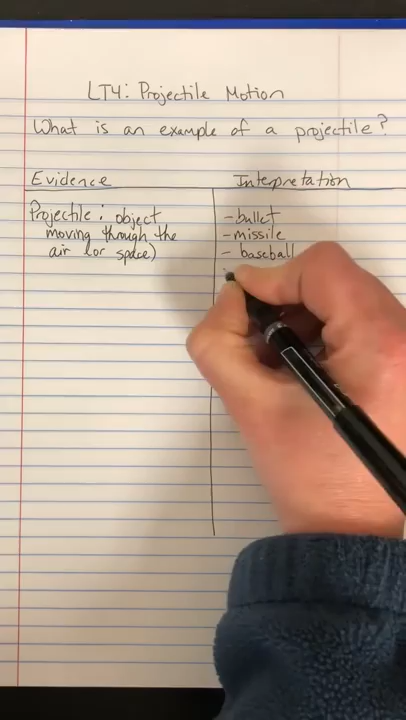 LT4: Projectile Motion
What is an example of a projectile?
Evidence
Interpretation
Projectile: object
moving through the
air (or space)
- bullet
- missile
- baseball